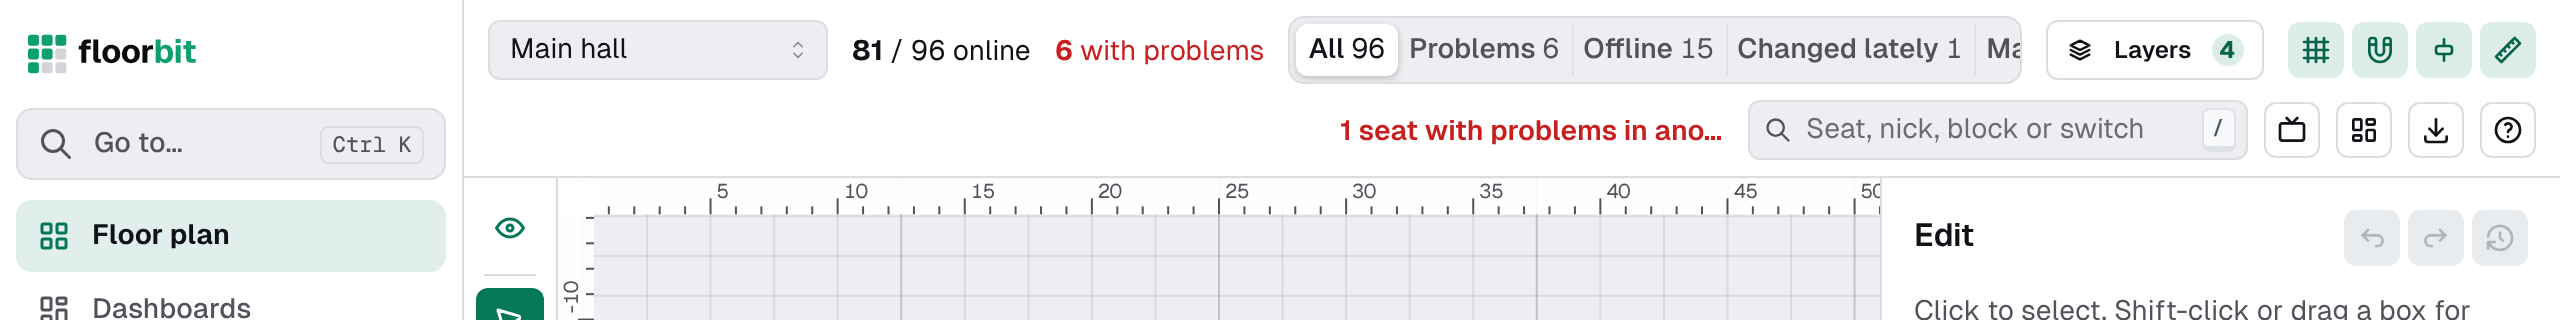 floorbit
Main hall
81 / 96 online
6 with problems
All 96
Problems 6
Offline 15
Changed lately 1
Ma
Layers 4
Go to...
Ctrl K
1 seat with problems in ano...
Seat, nick, block or switch
/
Floor plan
5 10 15 20 25 30 35 40 45 50
Edit
-10
Dashboards
Click to select. Shift-click or drag a box for